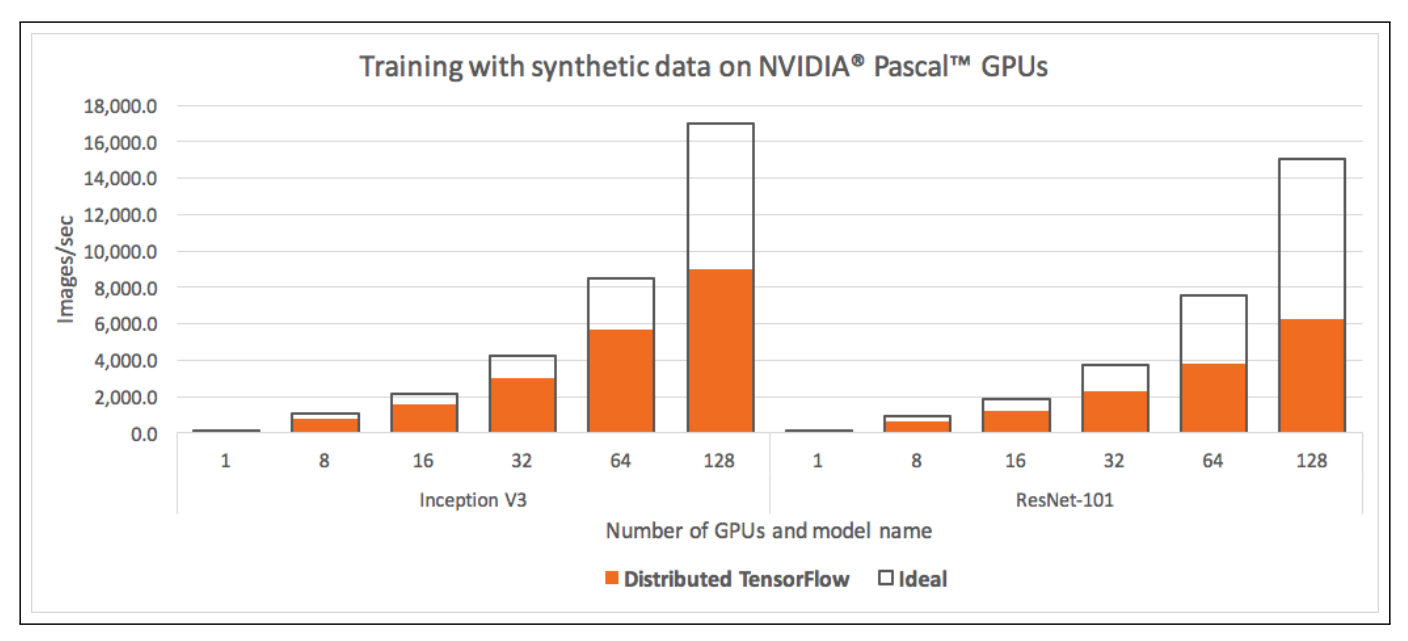 Training with synthetic data on NVIDIA® Pascal™ GPUs
18,000.0
16,000.0
14,000.0
12,000.0
10,000.0
8,000.0
6,000.0
4,000.0
2,000.0
0.0
Images/sec
1 8 16 32 64 128 1 8 16 32 64 128
Inception V3 ResNet-101
Number of GPUs and model name
Distributed TensorFlow Ideal